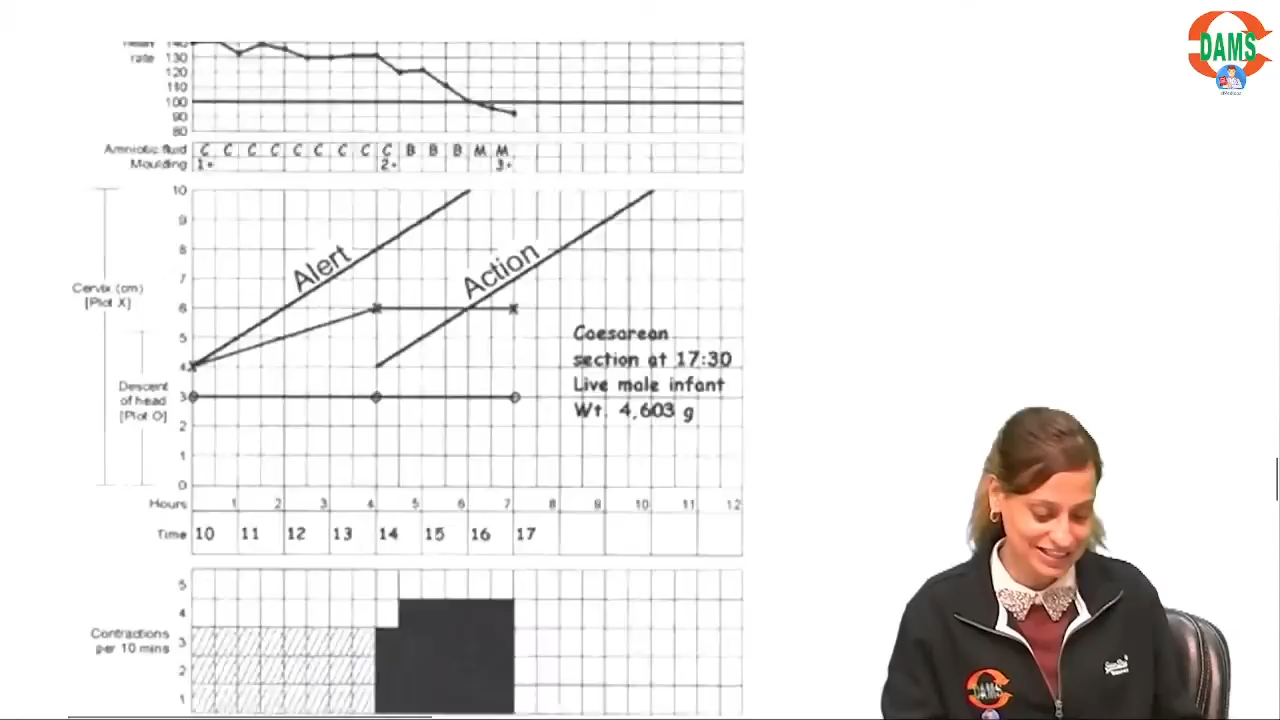 DAMS
140
rate 130
120
110
100
90
80
Amniotic fluid C C C C C C C C C B B B M M
Moulding 1+ 2+ 3+
10
9
8
7
6
5
4
3
2
1
0
Alert
Action
Cervix (cm)
[Plot X]
Descent
of head
[Plot O]
Caesarean
section at 17:30
Live male infant
Wt. 4,603 g
Hours 1 2 3 4 5 6 7 8 9 10 11 12
Time 10 11 12 13 14 15 16 17
5
4
3
2
1
Contractions
per 10 mins
DAMS